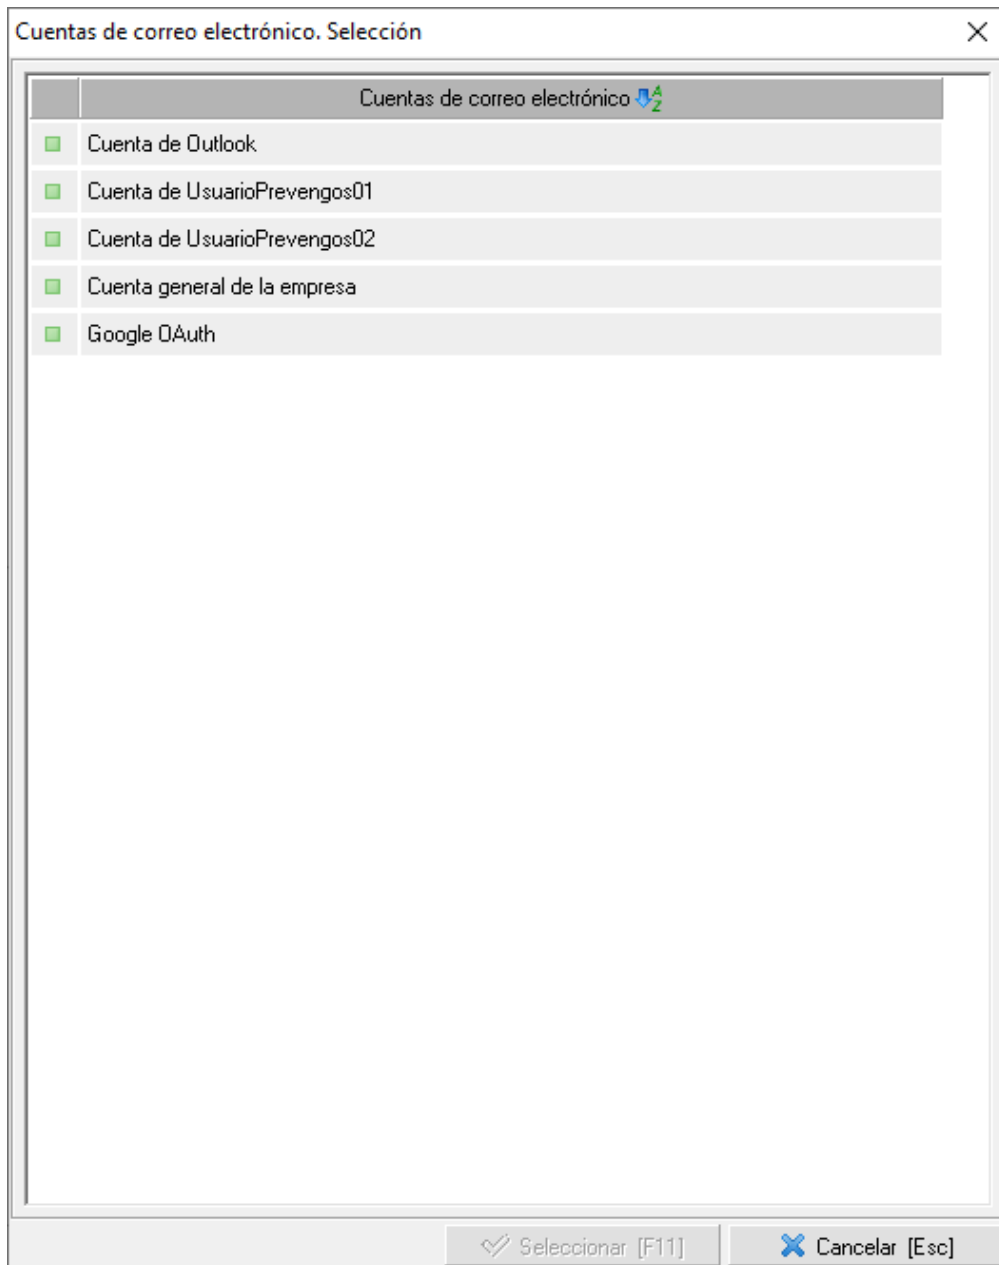 Cuentas de correo electrónico. Selección
Cuentas de correo electrónico
Cuenta de Outlook
Cuenta de UsuarioPrevengos01
Cuenta de UsuarioPrevengos02
Cuenta general de la empresa
Google OAuth
Seleccionar [F11]
Cancelar [Esc]